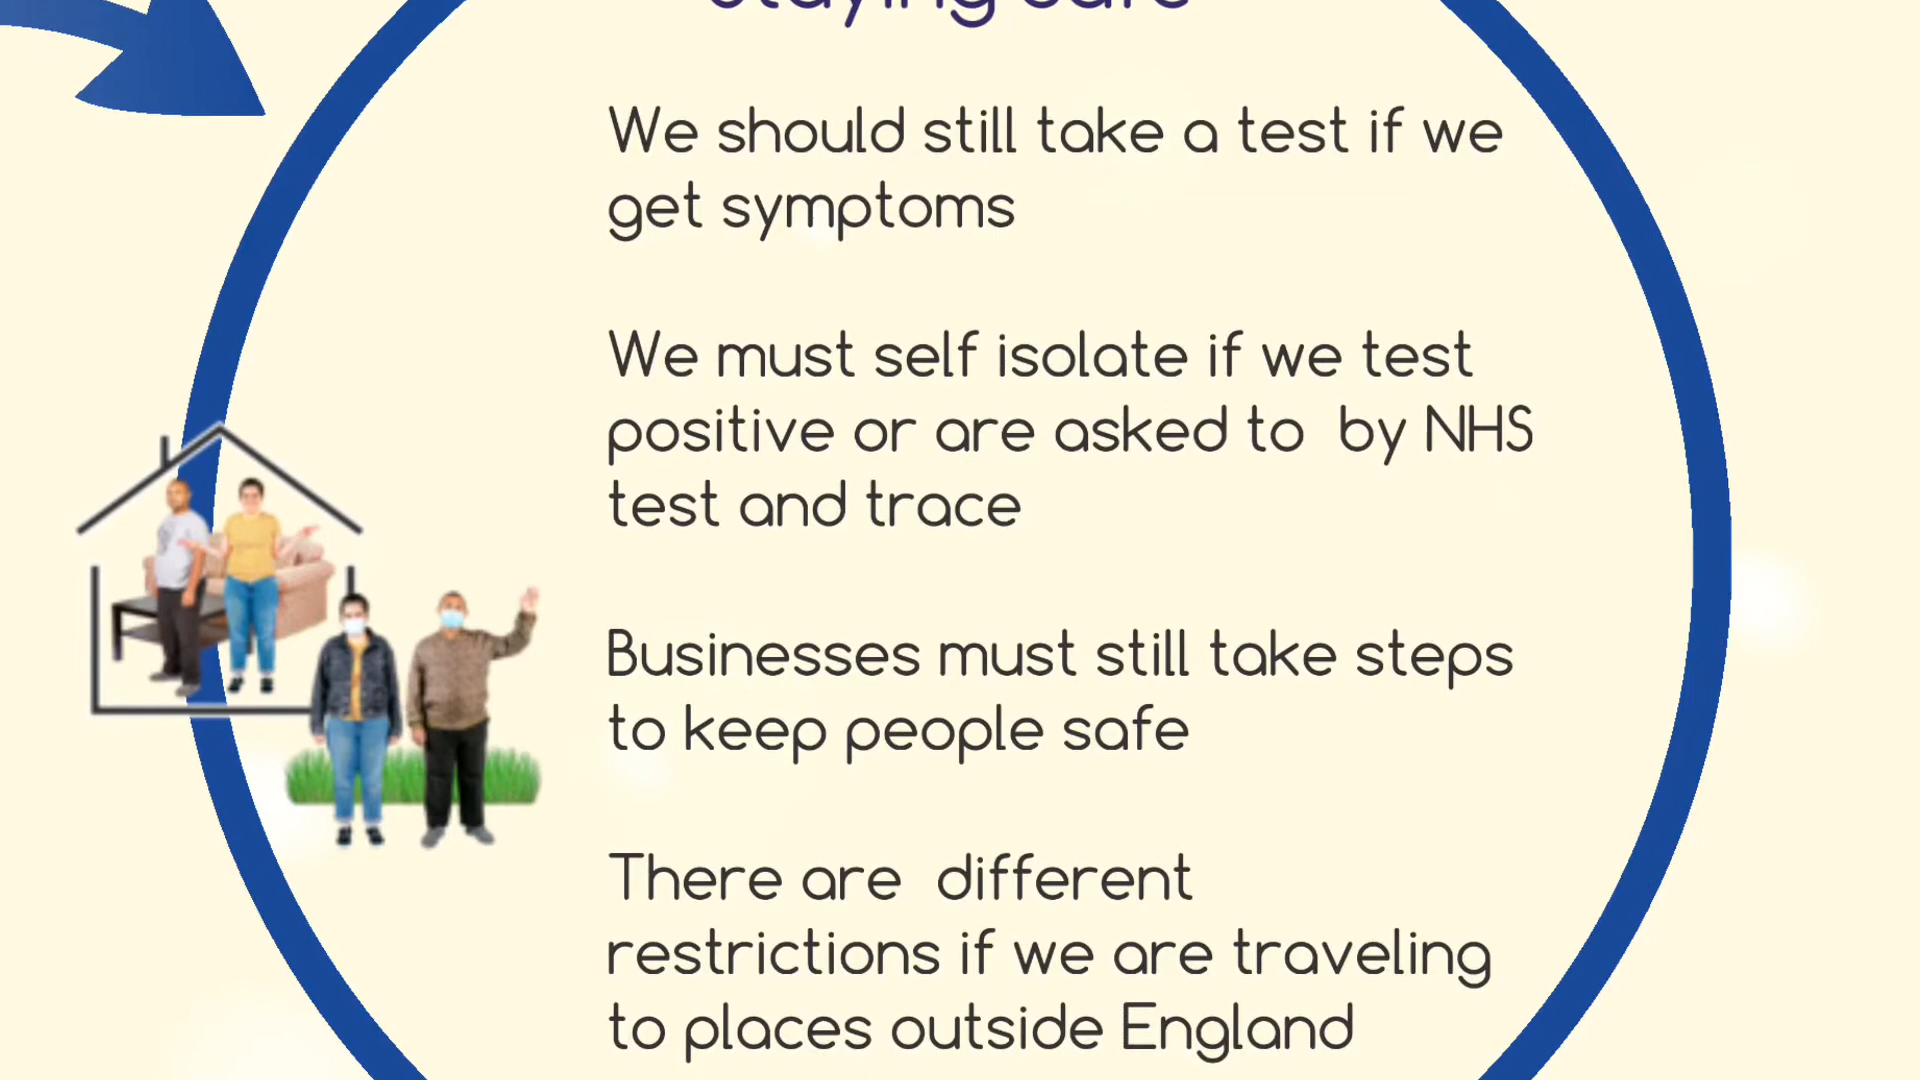 staying safe
We should still take a test if we
get symptoms
We must self isolate if we test
positive or are asked to  by NHS
test and trace
Businesses must still take steps
to keep people safe
There are  different
restrictions if we are traveling
to places outside England